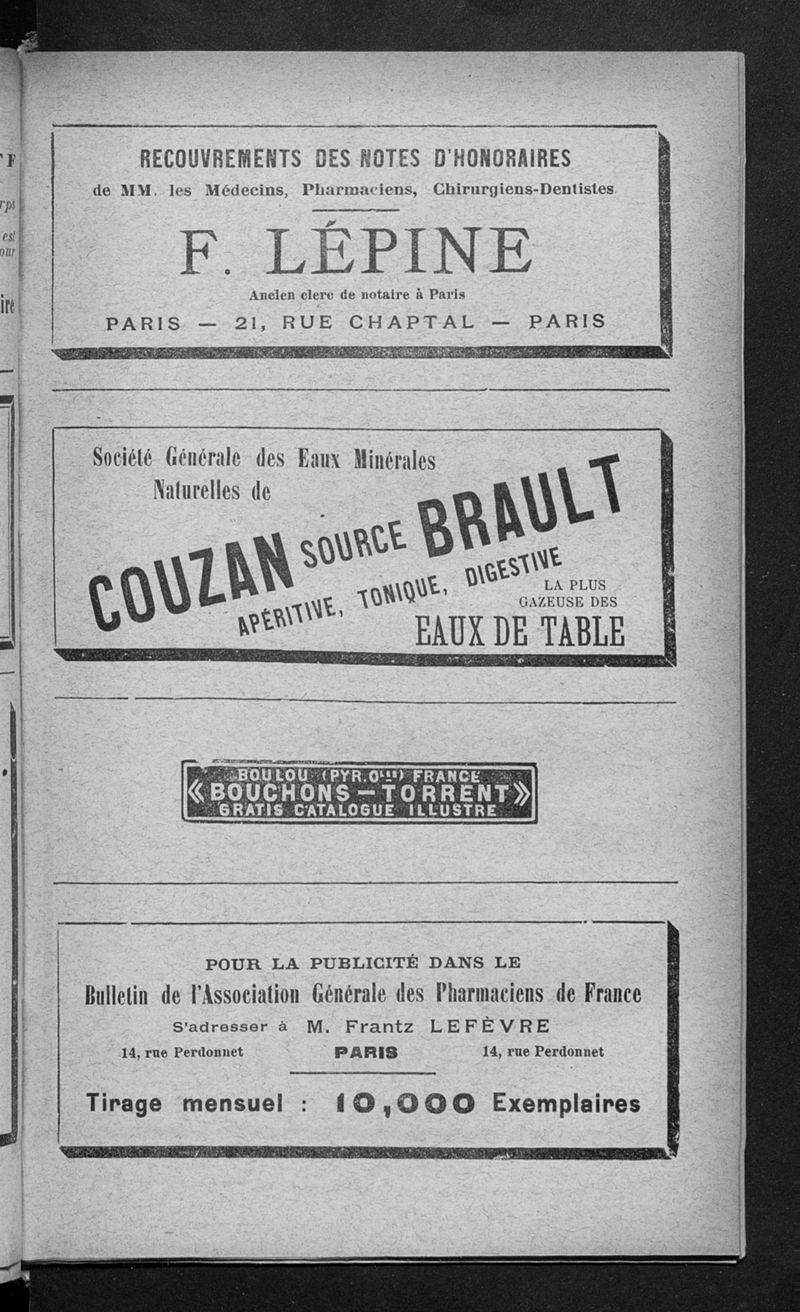 RECOUVREMENTS DES NOTES D'HONORAIRES
de MM. les Médecins, Pharmaciens, Chirurgiens-Dentistes
F. LÉPINE
Ancien clerc de notaire à Paris
PARIS — 21, RUE CHAPTAL — PARIS
Société Générale des Eaux Minérales
Naturelles de
COUZAN SOURCE BRAULT
APÉRITIVE, TONIQUE, DIGESTIVE
LA PLUS
GAZEUSE DES
EAUX DE TABLE
BOULOU (PYR. Oles) FRANCE
« BOUCHONS — TORRENT »
GRATIS CATALOGUE ILLUSTRE
POUR LA PUBLICITÉ DANS LE
Bulletin de l'Association Générale des Pharmaciens de France
S'adresser à M. Frantz LEFÈVRE
14, rue Perdonnet PARIS 14, rue Perdonnet
Tirage mensuel : 10,000 Exemplaires